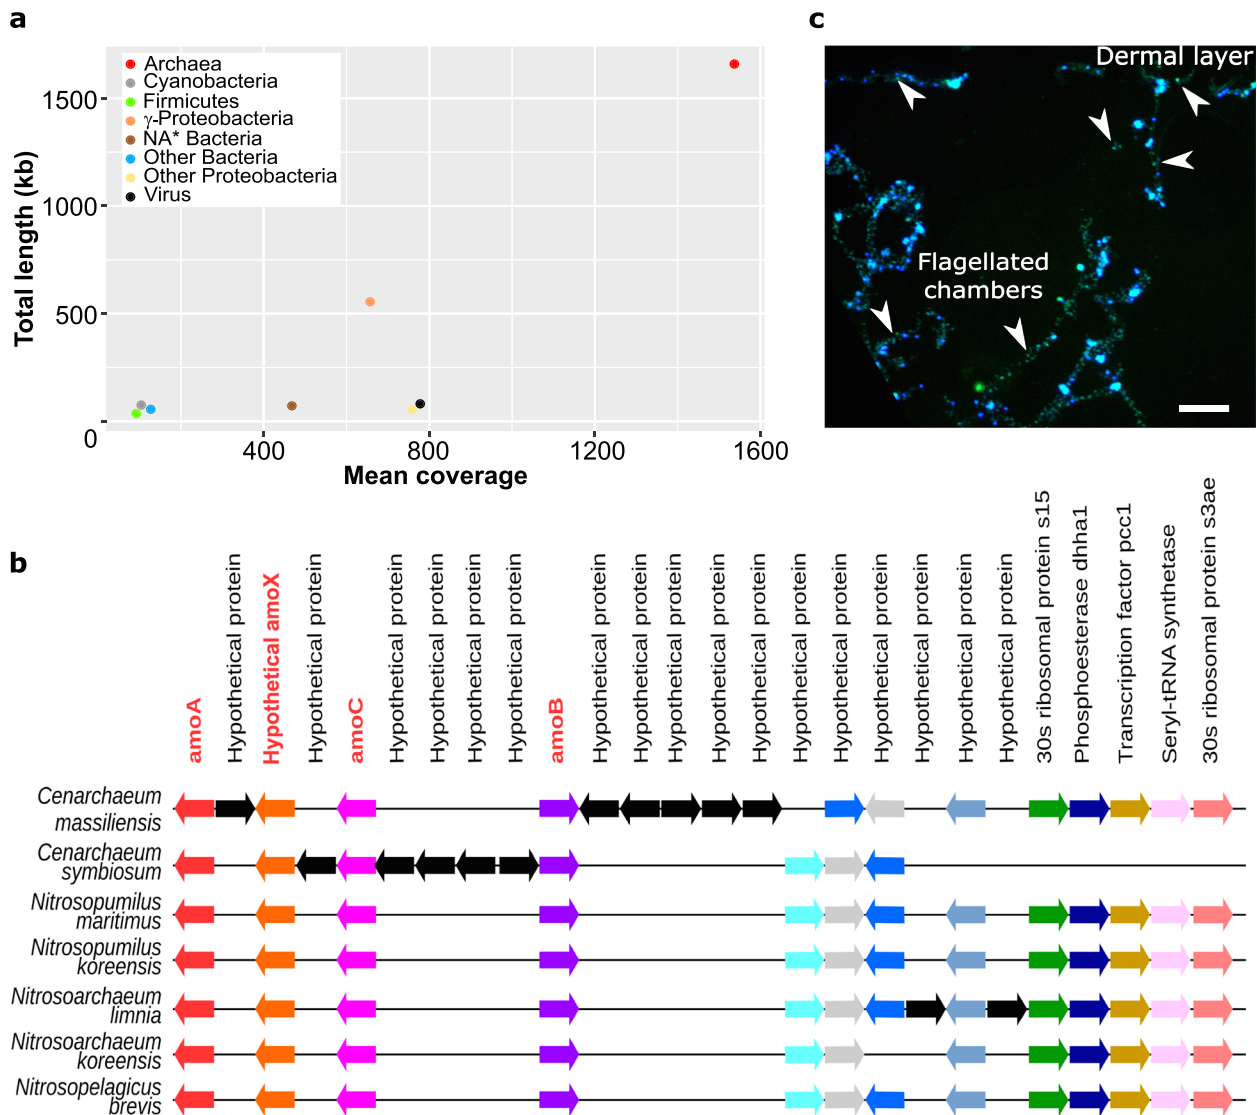 a
Total length (kb)
1500
1000
500
0
400
800
1200
1600
Mean coverage
Archaea
Cyanobacteria
Firmicutes
γ-Proteobacteria
NA* Bacteria
Other Bacteria
Other Proteobacteria
Virus
c
Dermal layer
Flagellated
chambers
b
amoA
Hypothetical protein
Hypothetical amoX
Hypothetical protein
amoC
Hypothetical protein
Hypothetical protein
Hypothetical protein
Hypothetical protein
amoB
Hypothetical protein
Hypothetical protein
Hypothetical protein
Hypothetical protein
Hypothetical protein
Hypothetical protein
Hypothetical protein
Hypothetical protein
Hypothetical protein
Hypothetical protein
Hypothetical protein
30s ribosomal protein s15
Phosphoesterase dhha1
Transcription factor pcc1
Seryl-tRNA synthetase
30s ribosomal protein s3ae
Cenarchaeum
massiliensis
Cenarchaeum
symbiosum
Nitrosopumilus
maritimus
Nitrosopumilus
koreensis
Nitrosoarchaeum
limnia
Nitrosoarchaeum
koreensis
Nitrosopelagicus
brevis